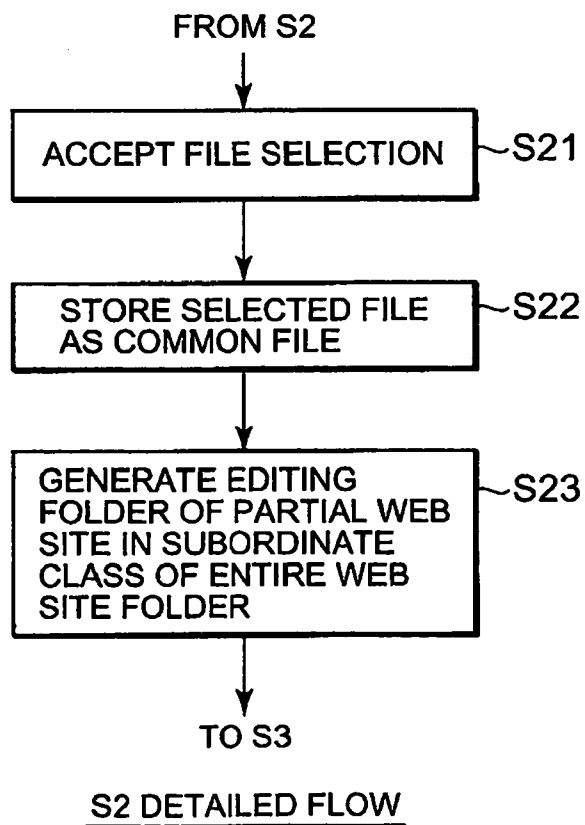 FROM S2
ACCEPT FILE SELECTION
S21
STORE SELECTED FILE
AS COMMON FILE
S22
GENERATE EDITING
FOLDER OF PARTIAL WEB
SITE IN SUBORDINATE
CLASS OF ENTIRE WEB
SITE FOLDER
S23
TO S3
S2 DETAILED FLOW